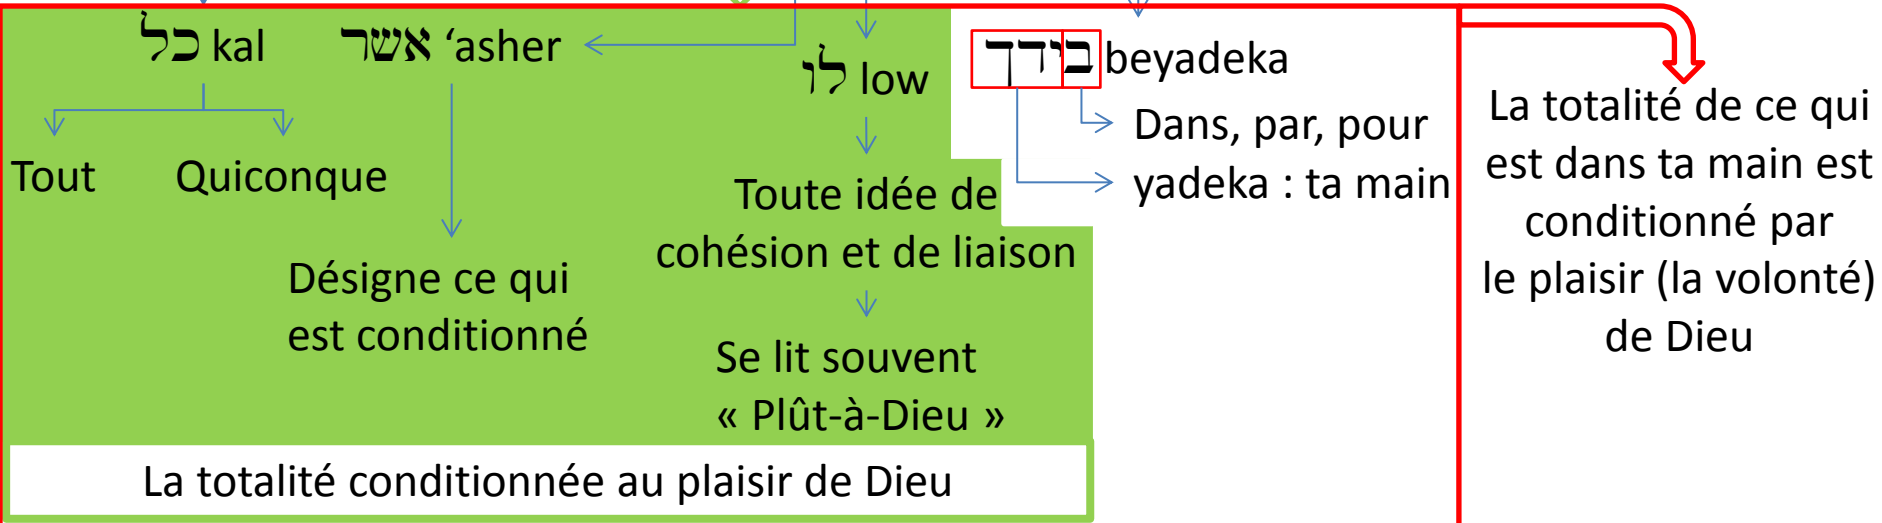 כל kal
אשר ‘asher
לו low
בידך beyadeka
Dans, par, pour
yadeka : ta main
Tout
Quiconque
Désigne ce qui
est conditionné
Toute idée de
cohésion et de liaison
Se lit souvent
« Plût-à-Dieu »
La totalité conditionnée au plaisir de Dieu
La totalité de ce qui
est dans ta main est
conditionné par
le plaisir (la volonté)
de Dieu